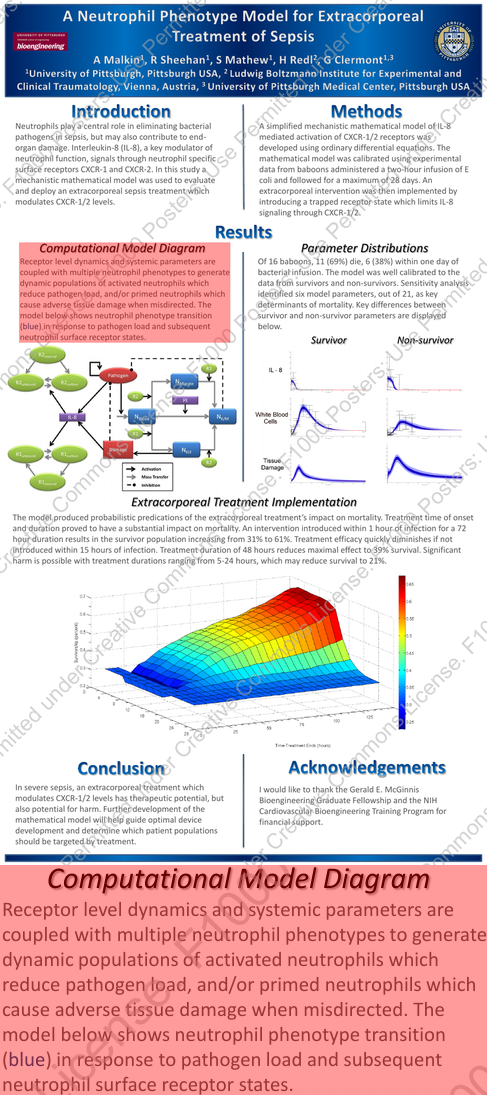 A Neutrophil Phenotype Model for Extracorporeal
Treatment of Sepsis
A Malkin¹, R Sheehan¹, S Mathew¹, H Redl², G Clermont¹,³
¹University of Pittsburgh, Pittsburgh USA, ² Ludwig Boltzmann Institute for Experimental and
Clinical Traumatology, Vienna, Austria, ³ University of Pittsburgh Medical Center, Pittsburgh USA
UNIVERSITY OF PITTSBURGH
bioengineering
Introduction
Neutrophils play a central role in eliminating bacterial
pathogens in sepsis, but may also contribute to end-
organ damage. Interleukin-8 (IL-8), a key modulator of
neutrophil function, signals through neutrophil specific
surface receptors CXCR-1 and CXCR-2. In this study a
mechanistic mathematical model was used to evaluate
and deploy an extracorporeal sepsis treatment which
modulates CXCR-1/2 levels.
Methods
A simplified mechanistic mathematical model of IL-8
mediated activation of CXCR-1/2 receptors was
developed using ordinary differential equations. The
mathematical model was calibrated using experimental
data from baboons administered a two-hour infusion of E
coli and followed for a maximum of 28 days. An
extracorporeal intervention was then implemented by
introducing a trapped receptor state which limits IL-8
signaling through CXCR-1/2.
Results
Computational Model Diagram
Receptor level dynamics and systemic parameters are
coupled with multiple neutrophil phenotypes to generate
dynamic populations of activated neutrophils which
reduce pathogen load, and/or primed neutrophils which
cause adverse tissue damage when misdirected. The
model below shows neutrophil phenotype transition
(blue) in response to pathogen load and subsequent
neutrophil surface receptor states.
Pathogen
IL-8
Damage
Activation
Mass Transfer
Inhibition
Parameter Distributions
Of 16 baboons, 11 (69%) die, 6 (38%) within one day of
bacterial infusion. The model was well calibrated to the
data from survivors and non-survivors. Sensitivity analysis
identified six model parameters, out of 21, as key
determinants of mortality. Key differences between
survivor and non-survivor parameters are displayed
below.
Survivor
Non-survivor
IL - 8
White Blood
Cells
Tissue
Damage
Extracorporeal Treatment Implementation
The model produced probabilistic predications of the extracorporeal treatment's impact on mortality. Treatment time of onset
and duration proved to have a substantial impact on mortality. An intervention introduced within 1 hour of infection for a 72
hour duration results in the survivor population increasing from 31% to 61%. Treatment efficacy quickly diminishes if not
introduced within 15 hours of infection. Treatment duration of 48 hours reduces maximal effect to 39% survival. Significant
harm is possible with treatment durations ranging from 5-24 hours, which may reduce survival to 21%.
Time Treatment Ends (hours)
Conclusion
In severe sepsis, an extracorporeal treatment which
modulates CXCR-1/2 levels has therapeutic potential, but
also potential for harm. Further development of the
mathematical model will help guide optimal device
development and determine which patient populations
should be targeted by treatment.
Acknowledgements
I would like to thank the Gerald E. McGinnis
Bioengineering Graduate Fellowship and the NIH
Cardiovascular Bioengineering Training Program for
financial support.
Computational Model Diagram
Receptor level dynamics and systemic parameters are
coupled with multiple neutrophil phenotypes to generate
dynamic populations of activated neutrophils which
reduce pathogen load, and/or primed neutrophils which
cause adverse tissue damage when misdirected. The
model below shows neutrophil phenotype transition
(blue) in response to pathogen load and subsequent
neutrophil surface receptor states.